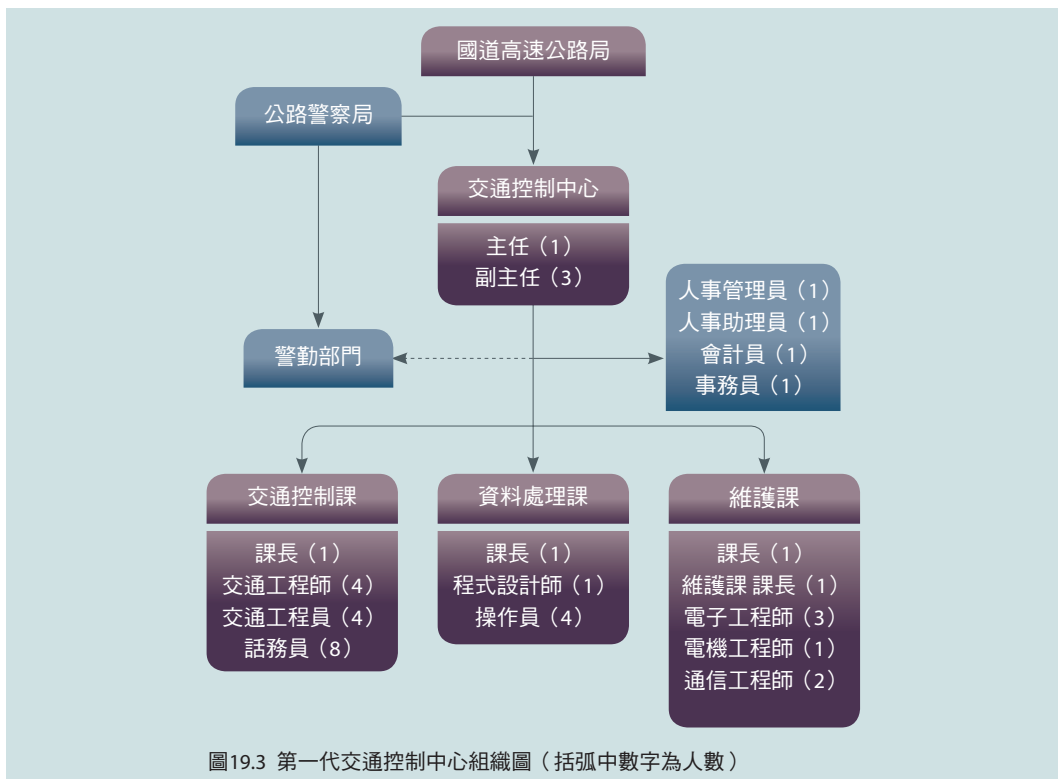 國道高速公路局
公路警察局
交通控制中心
主任（1）
副主任（3）
人事管理員（1）
人事助理員（1）
會計員（1）
事務員（1）
警勤部門
交通控制課
課長（1）
交通工程師（4）
交通工程員（4）
話務員（8）
資料處理課
課長（1）
程式設計師（1）
操作員（4）
維護課
課長（1）
維護課 課長（1）
電子工程師（3）
電機工程師（1）
通信工程師（2）
圖19.3 第一代交通控制中心組織圖（括弧中數字為人數）